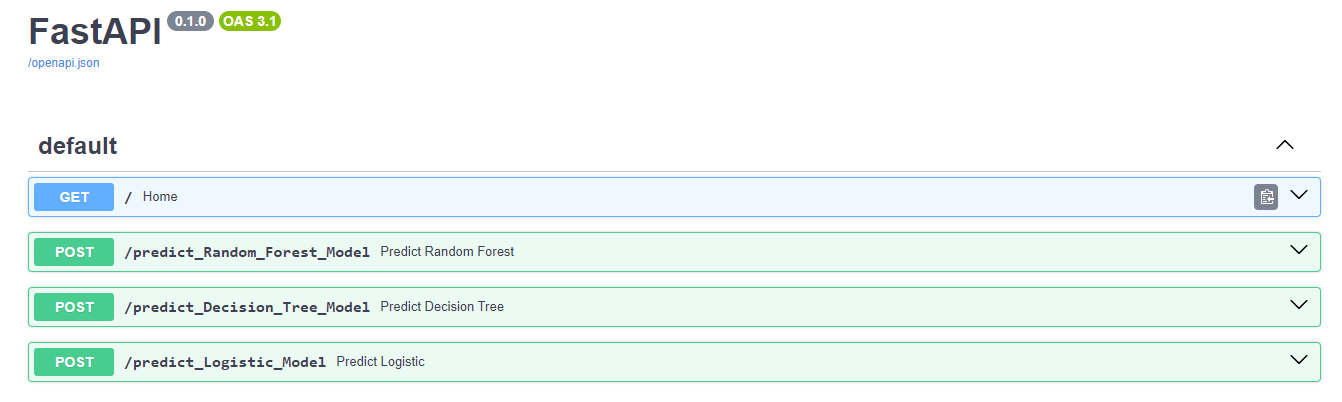 FastAPI 0.1.0 OAS 3.1
/openapi.json
default
GET / Home
POST /predict_Random_Forest_Model Predict Random Forest
POST /predict_Decision_Tree_Model Predict Decision Tree
POST /predict_Logistic_Model Predict Logistic